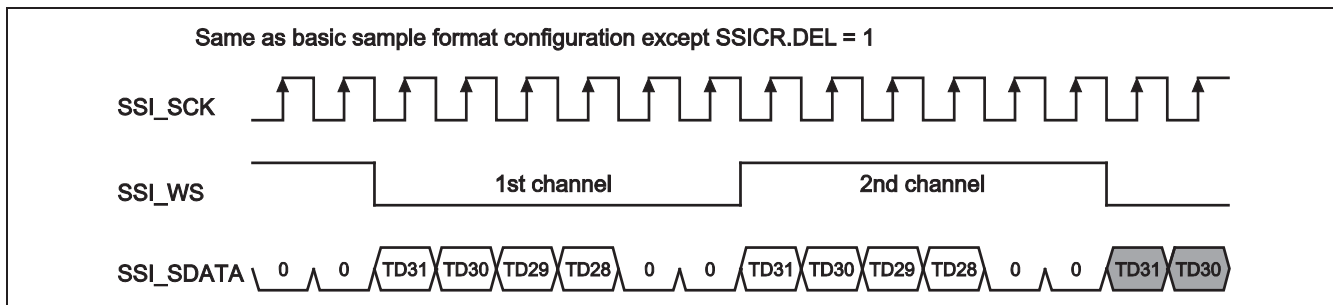 Same as basic sample format configuration except SSICR.DEL = 1
SSI_SCK
SSI_WS 1st channel 2nd channel
SSI_SDATA 0 0 TD31 TD30 TD29 TD28 0 0 TD31 TD30 TD29 TD28 0 0 TD31 TD30